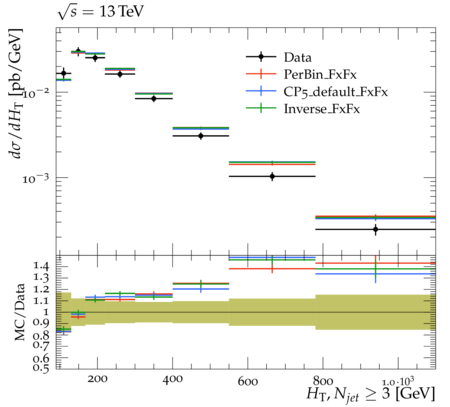 √s = 13 TeV
dσ/dH_T [pb/GeV]
10⁻²
10⁻³
Data
PerBin_FxFx
CP5_default_FxFx
Inverse_FxFx
MC/Data
1.4
1.3
1.2
1.1
1
0.9
0.8
0.7
0.6
0.5
200 400 600 800 1.0·10³
H_T, N_jet ≥ 3 [GeV]